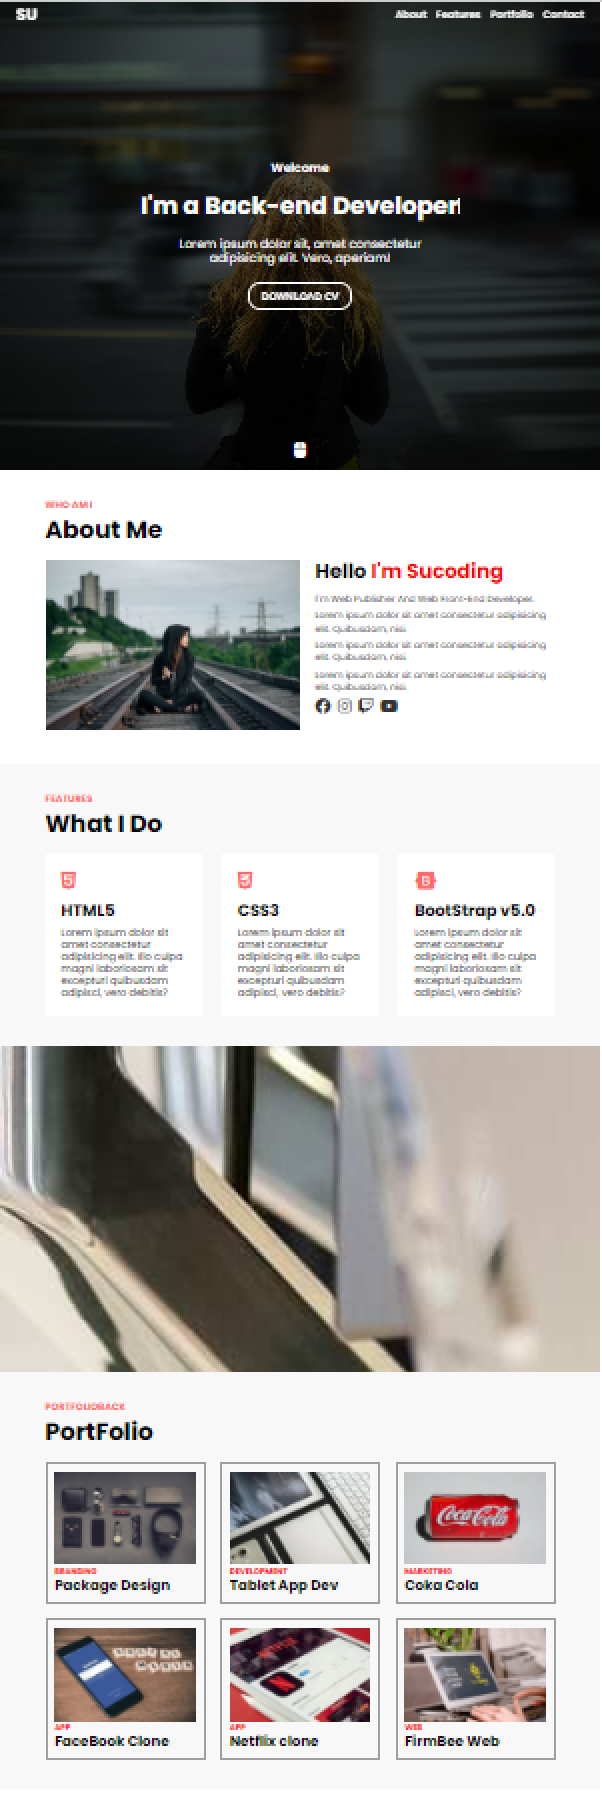 SU
About Features Portfolio Contact
Welcome
I'm a Back-end Developer
Lorem ipsum dolor sit, amet consectetur
adipisicing elit. Vero, aperiam!
DOWNLOAD CV
WHO AM I
About Me
Hello I'm Sucoding
I'm Web Publisher And Web Front-End Developer.
Lorem ipsum dolor sit amet consectetur adipisicing
elit. Quibusdam, nisi.
Lorem ipsum dolor sit amet consectetur adipisicing
elit. Quibusdam, nisi.
Lorem ipsum dolor sit amet consectetur adipisicing
elit. Quibusdam, nisi.
FEATURES
What I Do
HTML5
Lorem ipsum dolor sit
amet consectetur
adipisicing elit. Illo culpa
magni laboriosam sit
excepturi quibusdam
adipisci, vero debitis?
CSS3
Lorem ipsum dolor sit
amet consectetur
adipisicing elit. Illo culpa
magni laboriosam sit
excepturi quibusdam
adipisci, vero debitis?
BootStrap v5.0
Lorem ipsum dolor sit
amet consectetur
adipisicing elit. Illo culpa
magni laboriosam sit
excepturi quibusdam
adipisci, vero debitis?
PORTFOLIOBACK
PortFolio
BRANDING
Package Design
DEVELOPMENT
Tablet App Dev
Coca-Cola
MARKETING
Coka Cola
APP
FaceBook Clone
NETFLIX
APP
Netflix clone
WEB
FirmBee Web